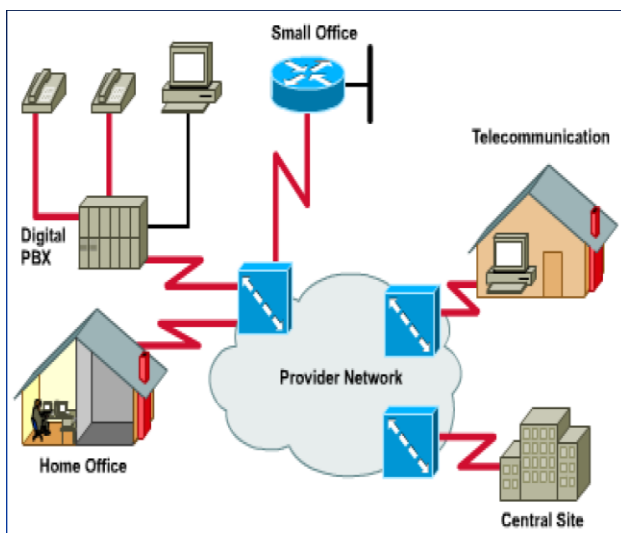 Small Office
Telecommunication
Digital
PBX
Provider Network
Home Office
Central Site